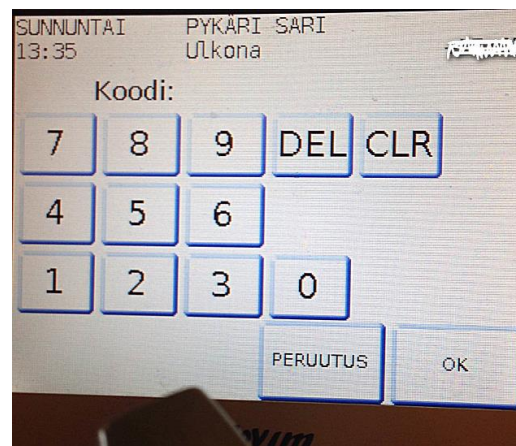 SUNNUNTAI PYKÄRI SARI
13:35 Ulkona
Koodi:
7 8 9 DEL CLR
4 5 6
1 2 3 0
PERUUTUS OK